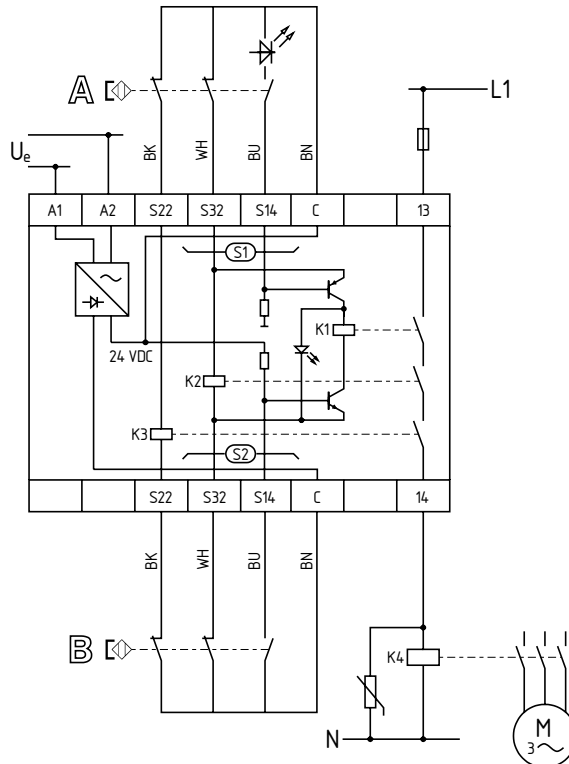 A
L1
BK WH BU BN
Ue
A1 A2 S22 S32 S14 C 13
S1
K1
24 VDC
K2
K3
S2
S22 S32 S14 C 14
BK WH BU BN
B
K4
N
M
3